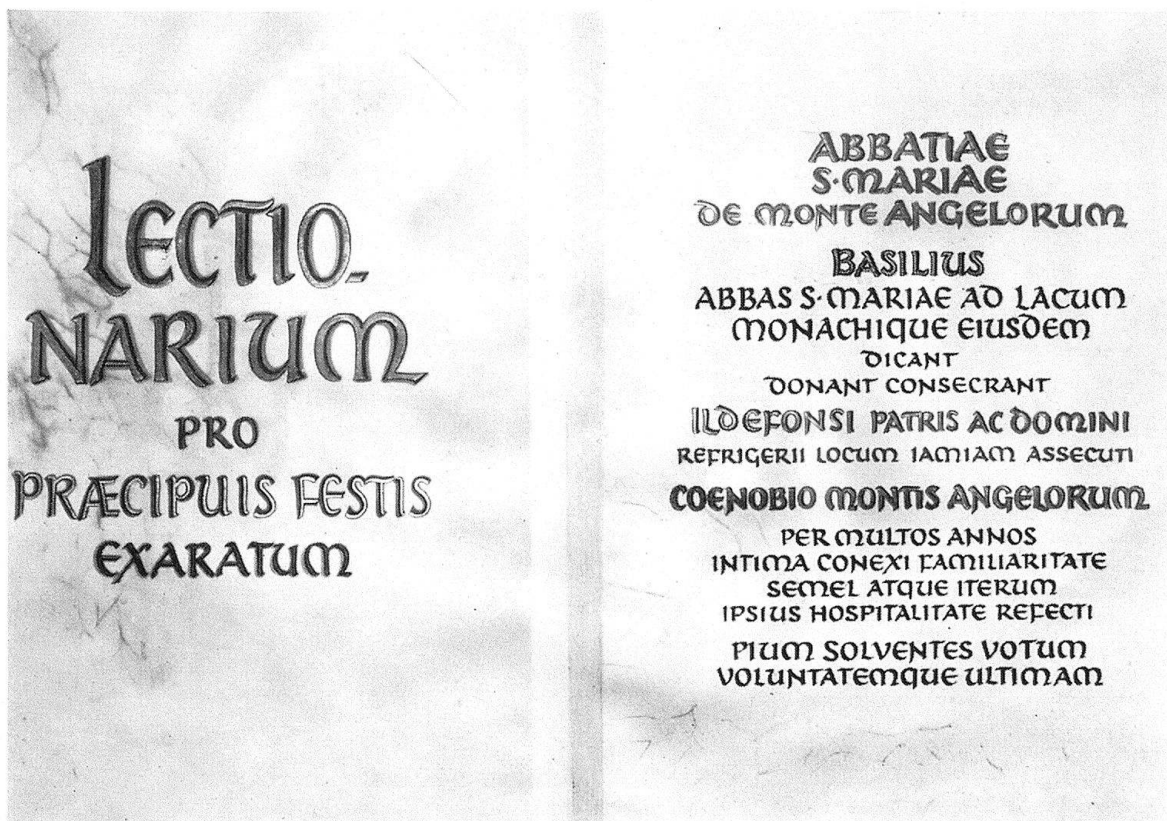 LECTIO-
NARIUM
PRO
PRÆCIPUIS FESTIS
EXARATUM
ABBATIAE
S·MARIAE
DE MONTE ANGELORUM
BASILIUS
ABBAS S·MARIAE AD LACUM
MONACHIQUE EIUSDEM
DICANT
DONANT CONSECRANT
ILDEFONSI PATRIS AC DOMINI
REFRIGERII LOCUM IAMIAM ASSECUTI
COENOBIO MONTIS ANGELORUM
PER MULTOS ANNOS
INTIMA CONEXI FAMILIARITATE
SEMEL ATQUE ITERUM
IPSIUS HOSPITALITATE REFECTI
PIUM SOLVENTES VOTUM
VOLUNTATEMQUE ULTIMAM